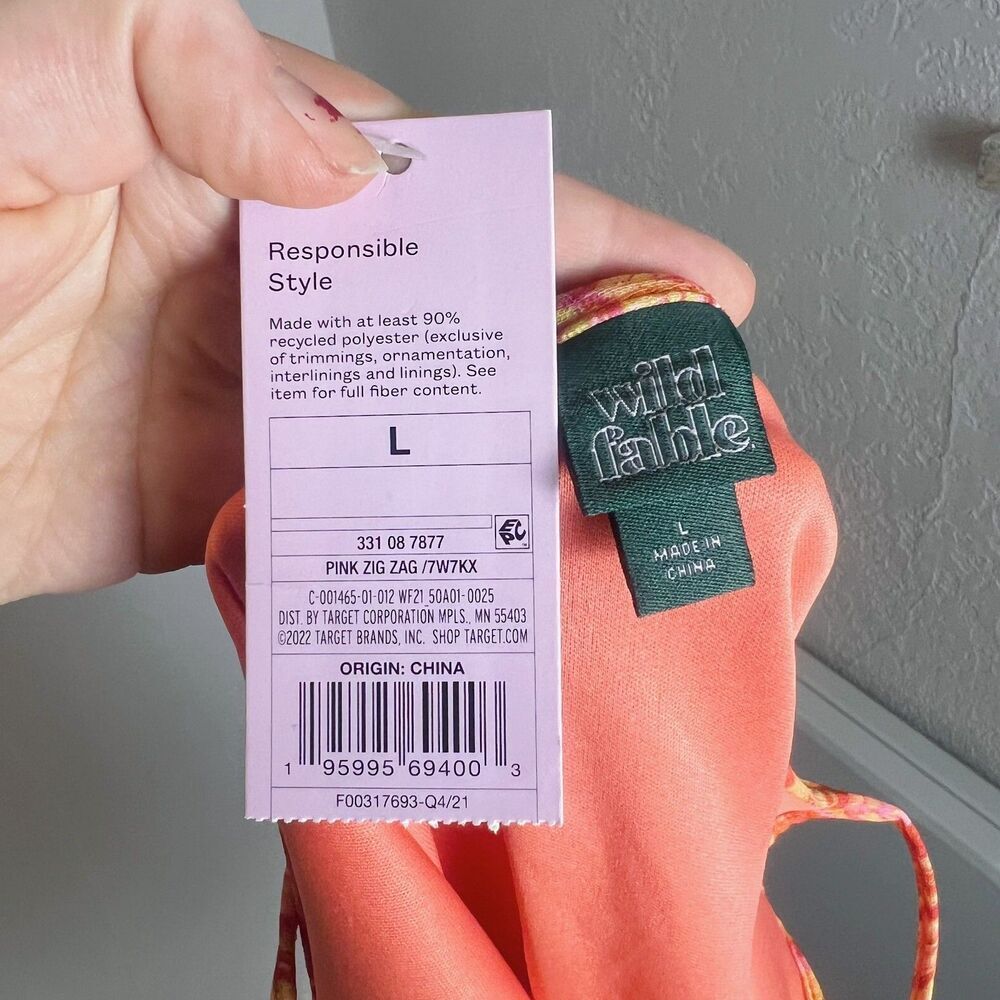 Responsible
Style
Made with at least 90%
recycled polyester (exclusive
of trimmings, ornamentation,
interlinings and linings). See
item for full fiber content.
L
EPC
331 08 7877
PINK ZIG ZAG /7W7KX
C-001465-01-012 WF21_50A01-0025
DIST. BY TARGET CORPORATION MPLS., MN 55403
©2022 TARGET BRANDS, INC. SHOP TARGET.COM
ORIGIN: CHINA
1 95995 69400 3
F00317693-Q4/21
wild
fable
L
MADE IN
CHINA